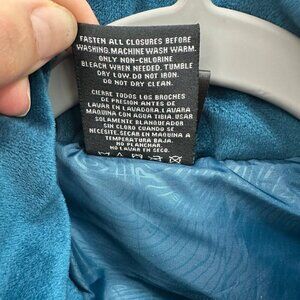 FASTEN ALL CLOSURES BEFORE
WASHING. MACHINE WASH WARM.
ONLY NON-CHLORINE
BLEACH WHEN NEEDED. TUMBLE
DRY LOW. DO NOT IRON.
DO NOT DRY CLEAN.
CIERRE TODOS LOS BROCHES
DE PRESION ANTES DE
LAVAR EN LAVADORA. LAVAR
CON AGUA TIBIA. USAR
SOLAMENTE BLANQUEADOR
SIN CLORO CUANDO SE
NECESITE. SECAR EN MAQUINA A
TEMPERATURA BAJA.
NO PLANCHAR.
NO LAVAR EN SECO.